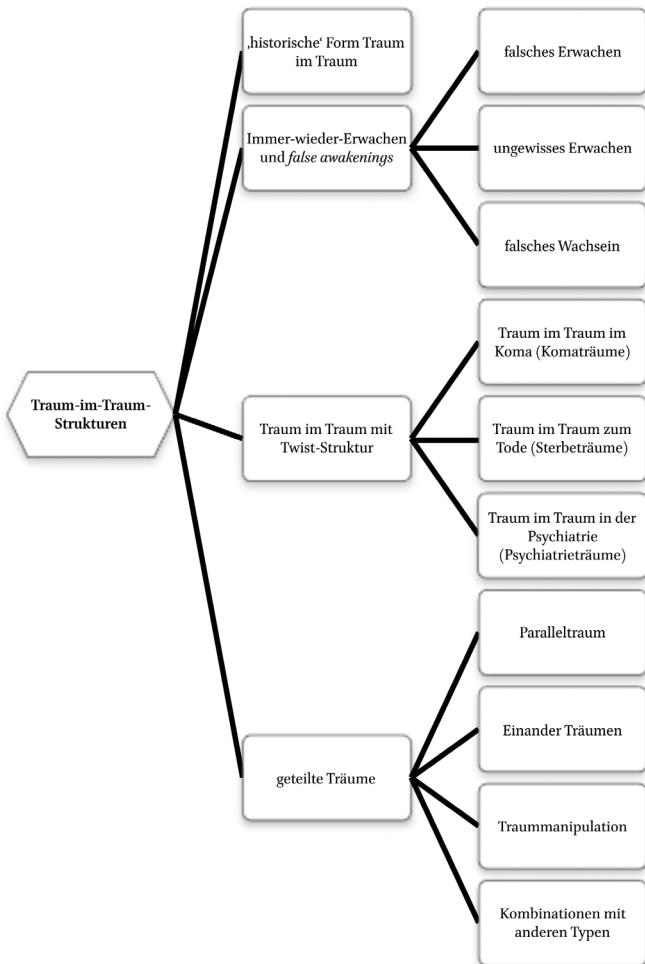 ‚historische‘ Form Traum
im Traum
falsches Erwachen
Immer-wieder-Erwachen
und false awakenings
ungewisses Erwachen
falsches Wachsein
Traum im Traum im
Koma (Komaträume)
Traum-im-Traum-
Strukturen
Traum im Traum mit
Twist-Struktur
Traum im Traum zum
Tode (Sterbeträume)
Traum im Traum in der
Psychiatrie
(Psychiatrieträume)
Paralleltraum
Einander Träumen
geteilte Träume
Traummanipulation
Kombinationen mit
anderen Typen